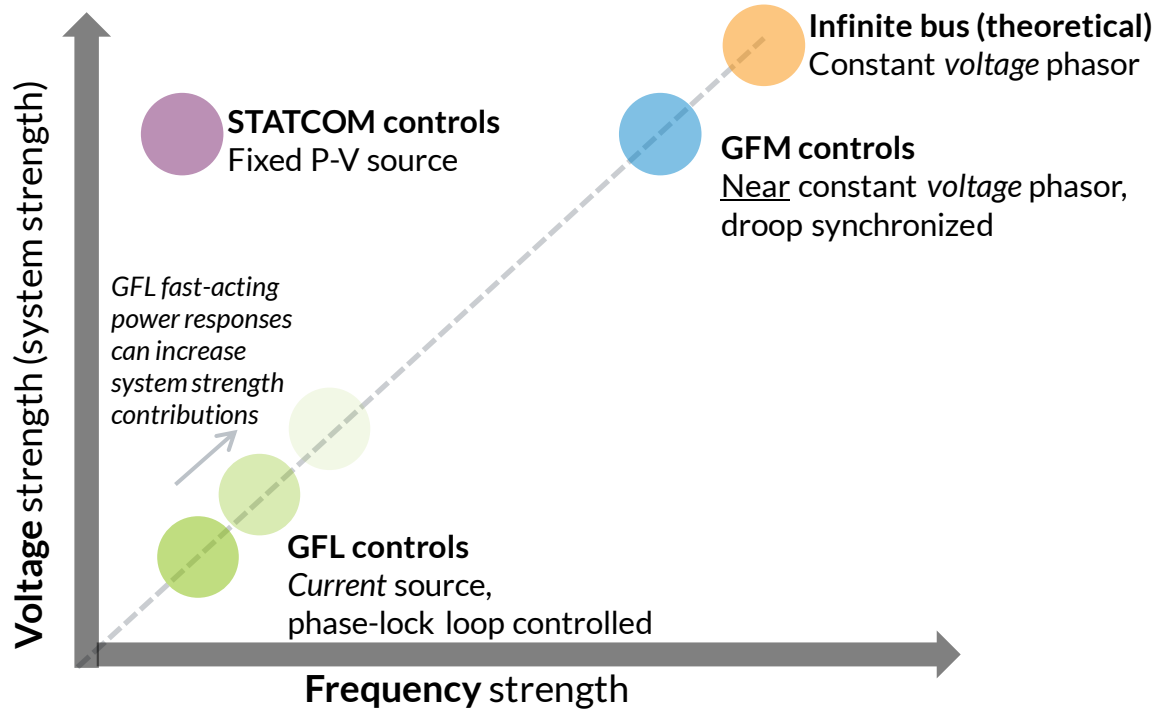 Infinite bus (theoretical)
Constant voltage phasor
STATCOM controls
Fixed P-V source
GFM controls
Near constant voltage phasor,
droop synchronized
GFL fast-acting
power responses
can increase
system strength
contributions
GFL controls
Current source,
phase-lock loop controlled
Voltage strength (system strength)
Frequency strength